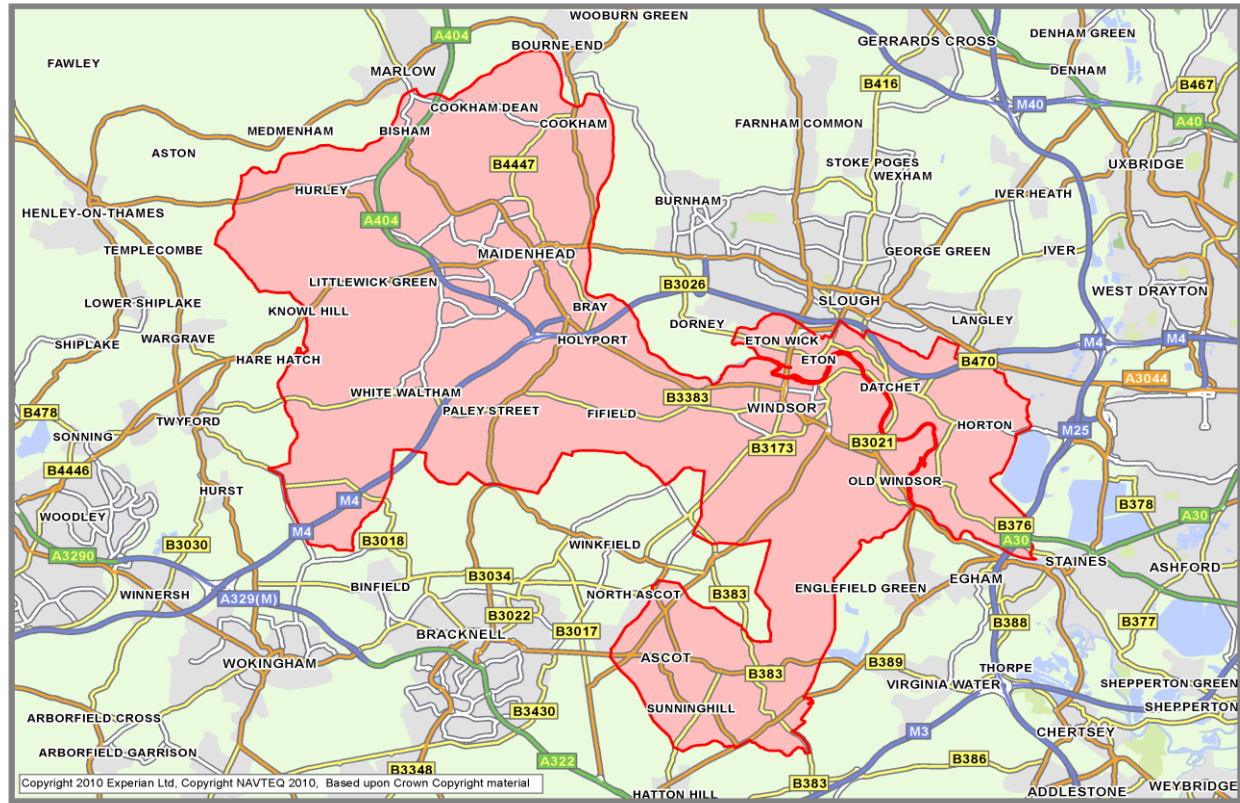 WOOBURN GREEN
A404
BOURNE END
GERRARDS CROSS
DENHAM GREEN
FAWLEY
MARLOW
DENHAM
B416
B467
COOKHAM DEAN
M40
A40
MEDMENHAM
BISHAM
COOKHAM
FARNHAM COMMON
ASTON
B4447
STOKE POGES
WEXHAM
UXBRIDGE
HURLEY
IVER HEATH
HENLEY-ON-THAMES
A404
BURNHAM
TEMPLECOMBE
MAIDENHEAD
GEORGE GREEN
IVER
LITTLEWICK GREEN
B3026
WEST DRAYTON
LOWER SHIPLAKE
KNOWL HILL
BRAY
SLOUGH
DORNEY
LANGLEY
SHIPLAKE
WARGRAVE
HOLYPORT
ETON WICK
M4
M4
HARE HATCH
ETON
B470
A3044
WHITE WALTHAM
DATCHET
B478
PALEY STREET
FIFIELD
B3383
WINDSOR
TWYFORD
HORTON
M25
SONNING
B3173
B3021
B4446
HURST
OLD WINDSOR
M4
B378
WOODLEY
A30
M4
B376
B3030
B3018
A30
A3290
WINKFIELD
STAINES
ASHFORD
BINFIELD
B3034
EGHAM
WINNERSH
NORTH ASCOT
B383
ENGLEFIELD GREEN
A329(M)
B3022
B388
B377
BRACKNELL
B3017
WOKINGHAM
ASCOT
B389
THORPE
B383
VIRGINIA WATER
SHEPPERTON GREEN
SUNNINGHILL
SHEPPERTON
ARBORFIELD CROSS
B3430
M3
CHERTSEY
ARBORFIELD GARRISON
A322
B386
B3348
B383
WEYBRIDGE
Copyright 2010 Experian Ltd, Copyright NAVTEQ 2010, Based upon Crown Copyright material
HATTON HILL
ADDLESTONE